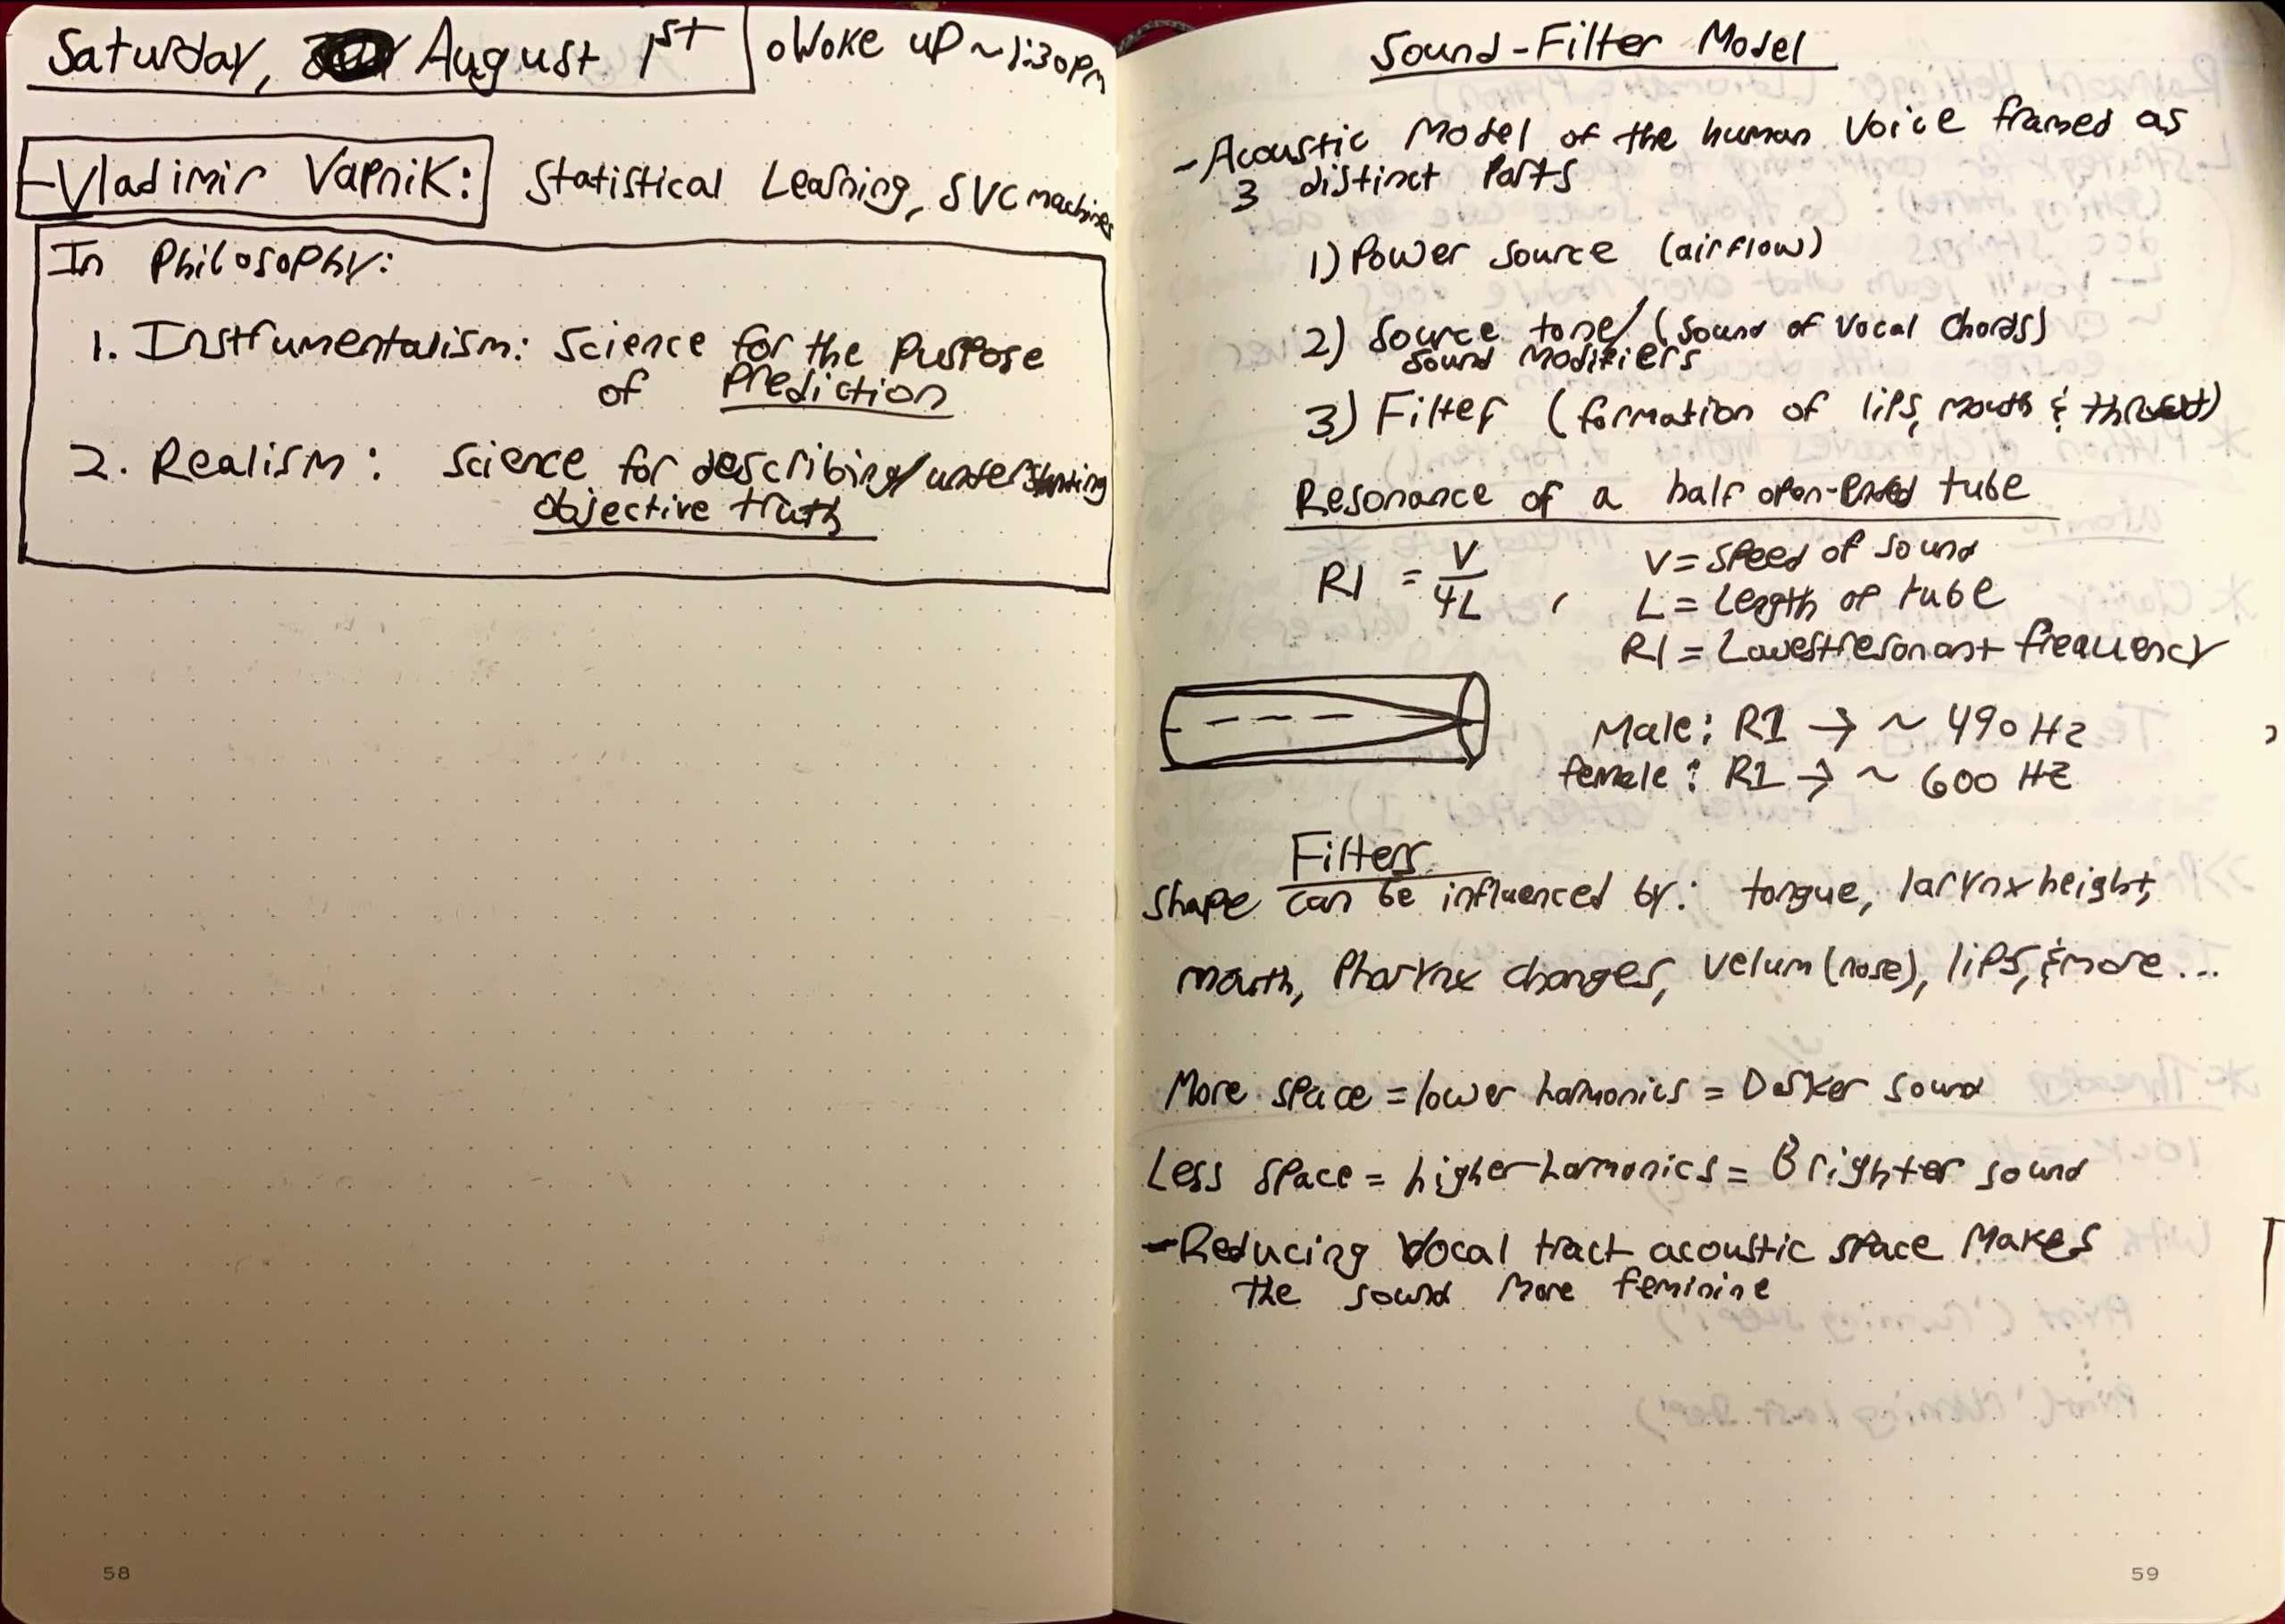 Saturday, August 1st
o Woke up ~1:30pm
-Vladimir Vapnik: Statistical Learning, SVC machines
In Philosophy:
1. Instrumentalism: Science for the purpose
of Prediction
2. Realism: Science for describing/understanding
objective truth
58
Sound-Filter Model
-Acoustic Model of the human Voice framed as
3 distinct parts
1) Power source (airflow)
2) Source tone/ (sound of vocal chords)
sound modifiers
3) Filter (formation of lips, mouth & throat)
Resonance of a half open-ended tube
R1 = V/4L , V = speed of sound
L = Length of tube
R1 = Lowest resonant frequency
Male: R1 → ~ 490 Hz
female: R1 → ~ 600 Hz
Filters
shape can be influenced by: tongue, larynx height,
mouth, Pharynx changes, velum (nose), lips, & more...
More space = lower harmonics = Darker sound
Less space = higher harmonics = Brighter sound
-Reducing Vocal tract acoustic space makes
the sound more feminine
59